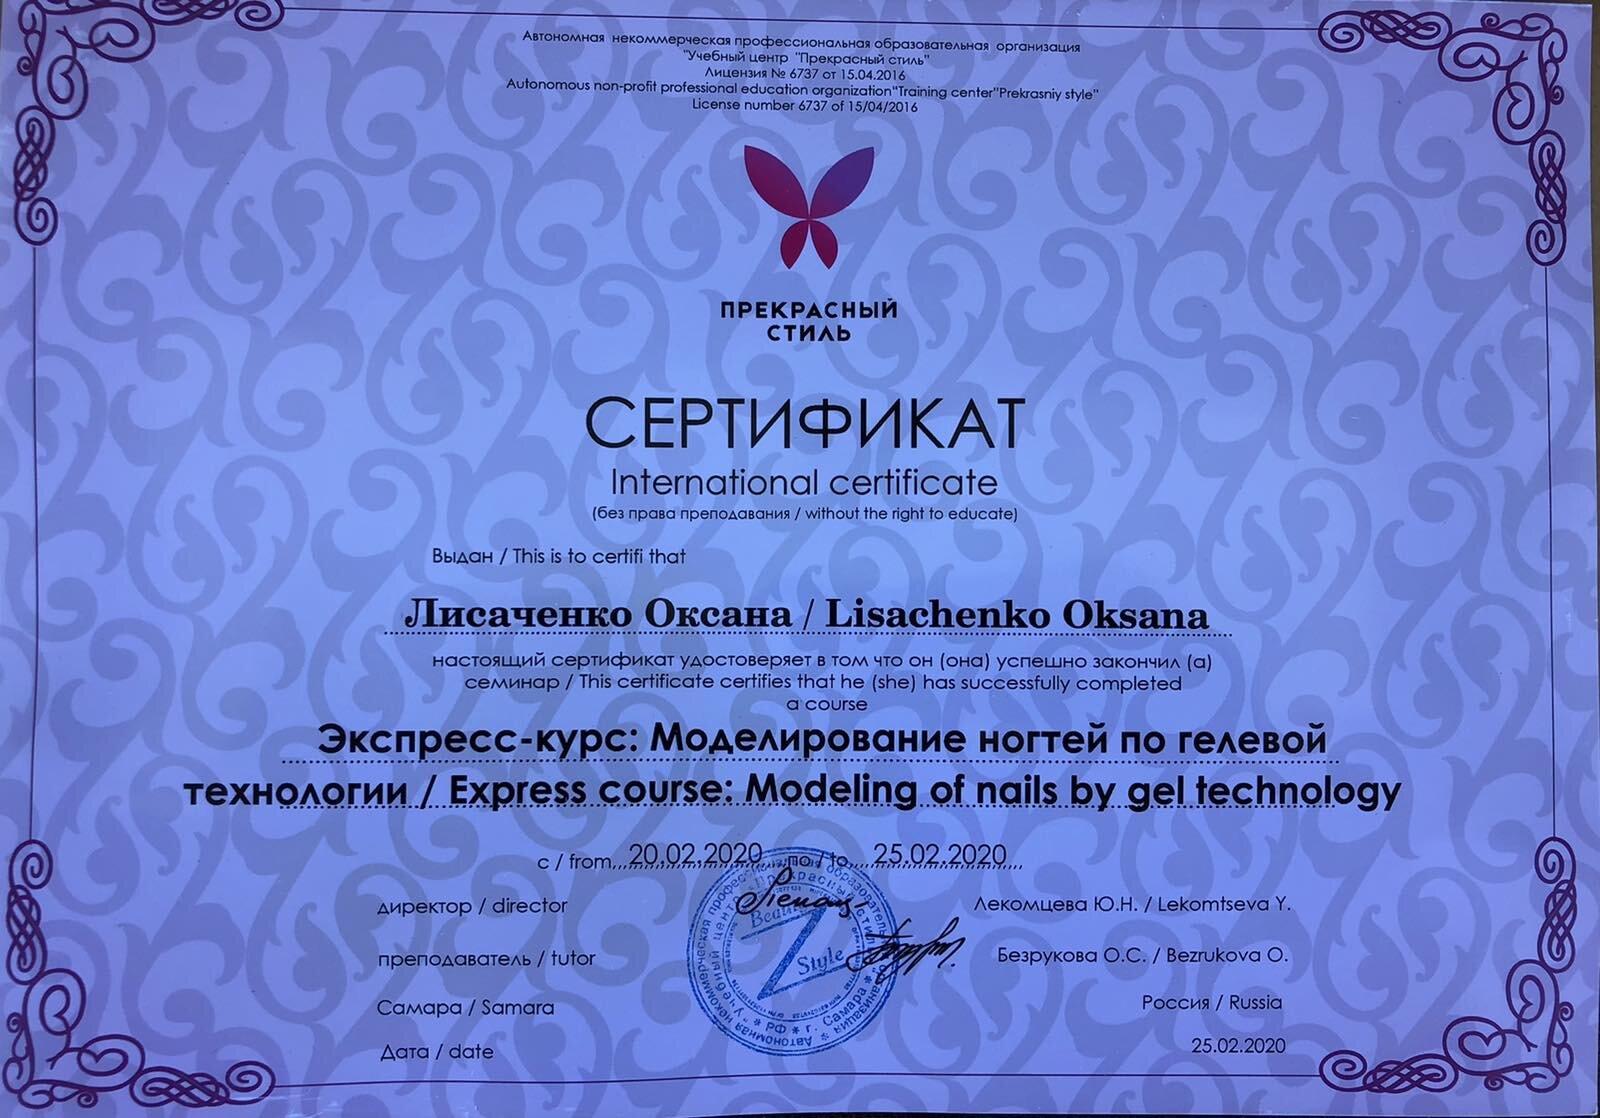 Автономная некоммерческая профессиональная образовательная организация
"Учебный центр "Прекрасный стиль"
Лицензия № 6737 от 15.04.2016
Autonomous non-profit professional education organization"Training center"Prekrasniy style"
License number 6737 of 15/04/2016
ПРЕКРАСНЫЙ
СТИЛЬ
СЕРТИФИКАТ
International certificate
(без права преподавания / without the right to educate)
Выдан / This is to certifi that
Лисаченко Оксана / Lisachenko Oksana
настоящий сертификат удостоверяет в том что он (она) успешно закончил (а)
семинар / This certificate certifies that he (she) has successfully completed
a course
Экспресс-курс: Моделирование ногтей по гелевой
технологии / Express course: Modeling of nails by gel technology
с / from 20.02.2020 по / to 25.02.2020
директор / director Лекомцева Ю.Н. / Lekomtseva Y.
преподаватель / tutor Безрукова О.С. / Bezrukova O.
Самара / Samara Россия / Russia
Дата / date 25.02.2020
Beauty
Style
* РФ * г. Самара *